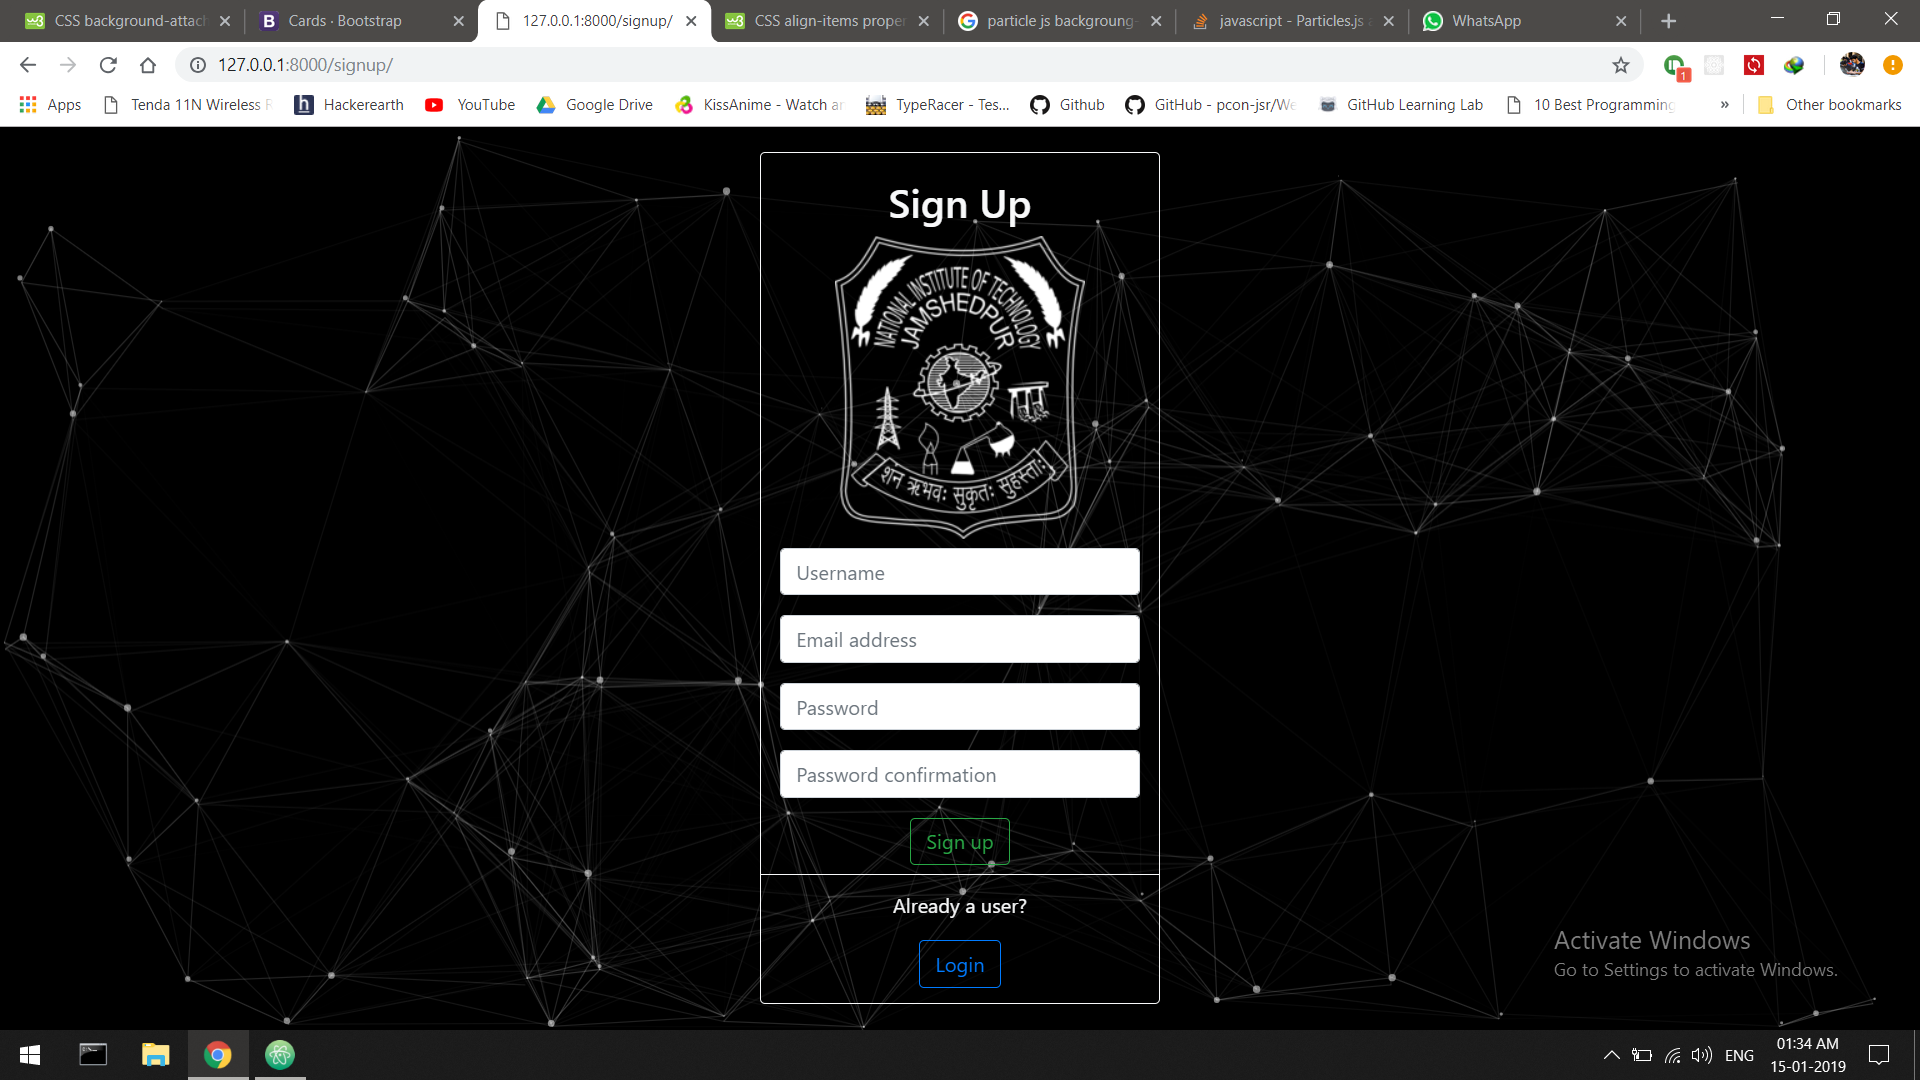 CSS background-attach
Cards · Bootstrap
127.0.0.1:8000/signup/
CSS align-items proper
particle js backgroung
javascript - Particles.js a
WhatsApp
127.0.0.1:8000/signup/
1
Apps
Tenda 11N Wireless R
Hackerearth
YouTube
Google Drive
KissAnime - Watch an
TypeRacer - Tes...
Github
GitHub - pcon-jsr/We
GitHub Learning Lab
10 Best Programming
»
Other bookmarks
Sign Up
NATIONAL INSTITUTE OF TECHNOLOGY
JAMSHEDPUR
शन ऋभवः सुकृतः सुहस्ताः
Username
Email address
Password
Password confirmation
Sign up
Already a user?
Login
Activate Windows
Go to Settings to activate Windows.
ENG
01:34 AM
15-01-2019